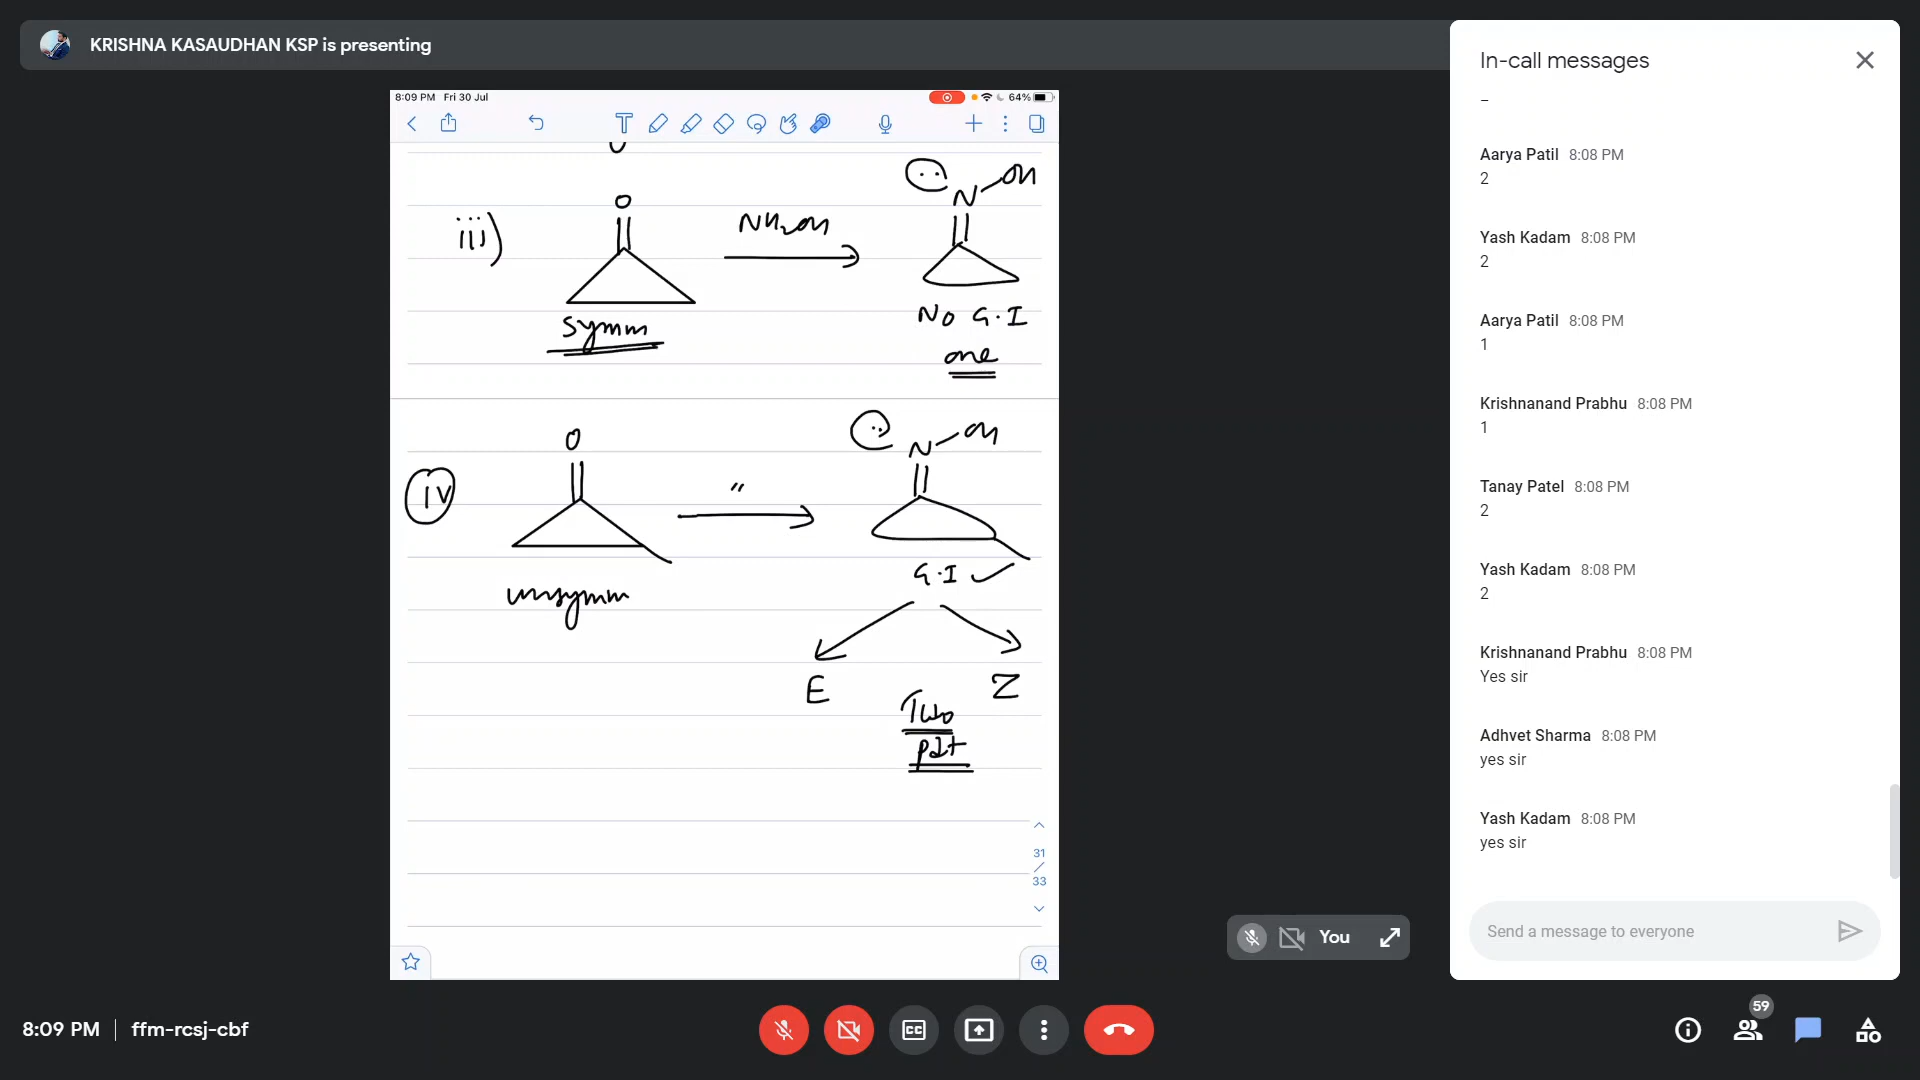 KRISHNA KASAUDHAN KSP is presenting
8:09 PM Fri 30 Jul
64%
T
iii)
O
NH2OH
N
OH
symm
No G.I
one
iv
O
"
N
OH
unsymm
G.I
E
Z
Two
pdt
31
33
You
In-call messages
Aarya Patil 8:08 PM
2
Yash Kadam 8:08 PM
2
Aarya Patil 8:08 PM
1
Krishnanand Prabhu 8:08 PM
1
Tanay Patel 8:08 PM
2
Yash Kadam 8:08 PM
2
Krishnanand Prabhu 8:08 PM
Yes sir
Adhvet Sharma 8:08 PM
yes sir
Yash Kadam 8:08 PM
yes sir
Send a message to everyone
8:09 PM | ffm-rcsj-cbf
CC
59